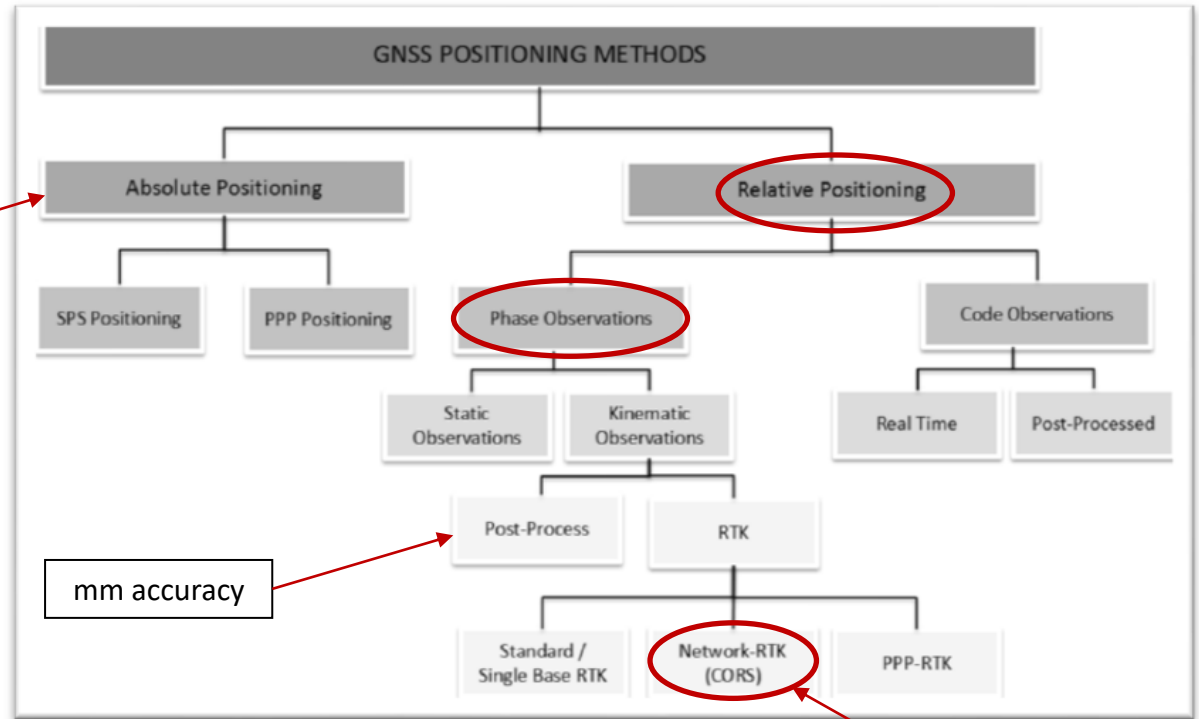 GNSS POSITIONING METHODS
Absolute Positioning
Relative Positioning
SPS Positioning
PPP Positioning
Phase Observations
Code Observations
Static
Observations
Kinematic
Observations
Real Time
Post-Processed
Post-Process
RTK
mm accuracy
Standard /
Single Base RTK
Network-RTK
(CORS)
PPP-RTK